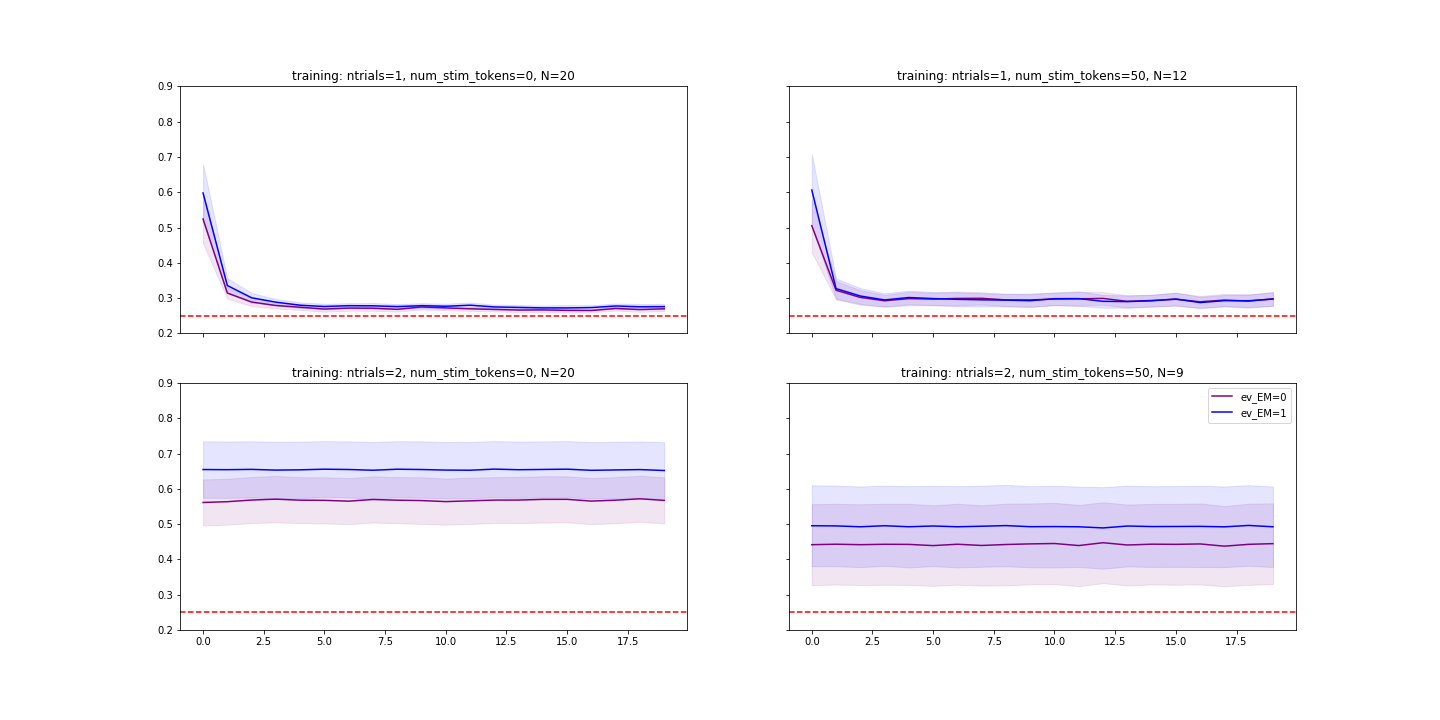 training: ntrials=1, num_stim_tokens=0, N=20
0.9
0.8
0.7
0.6
0.5
0.4
0.3
0.2
training: ntrials=1, num_stim_tokens=50, N=12
training: ntrials=2, num_stim_tokens=0, N=20
0.9
0.8
0.7
0.6
0.5
0.4
0.3
0.2
0.0 2.5 5.0 7.5 10.0 12.5 15.0 17.5
training: ntrials=2, num_stim_tokens=50, N=9
ev_EM=0
ev_EM=1
0.0 2.5 5.0 7.5 10.0 12.5 15.0 17.5